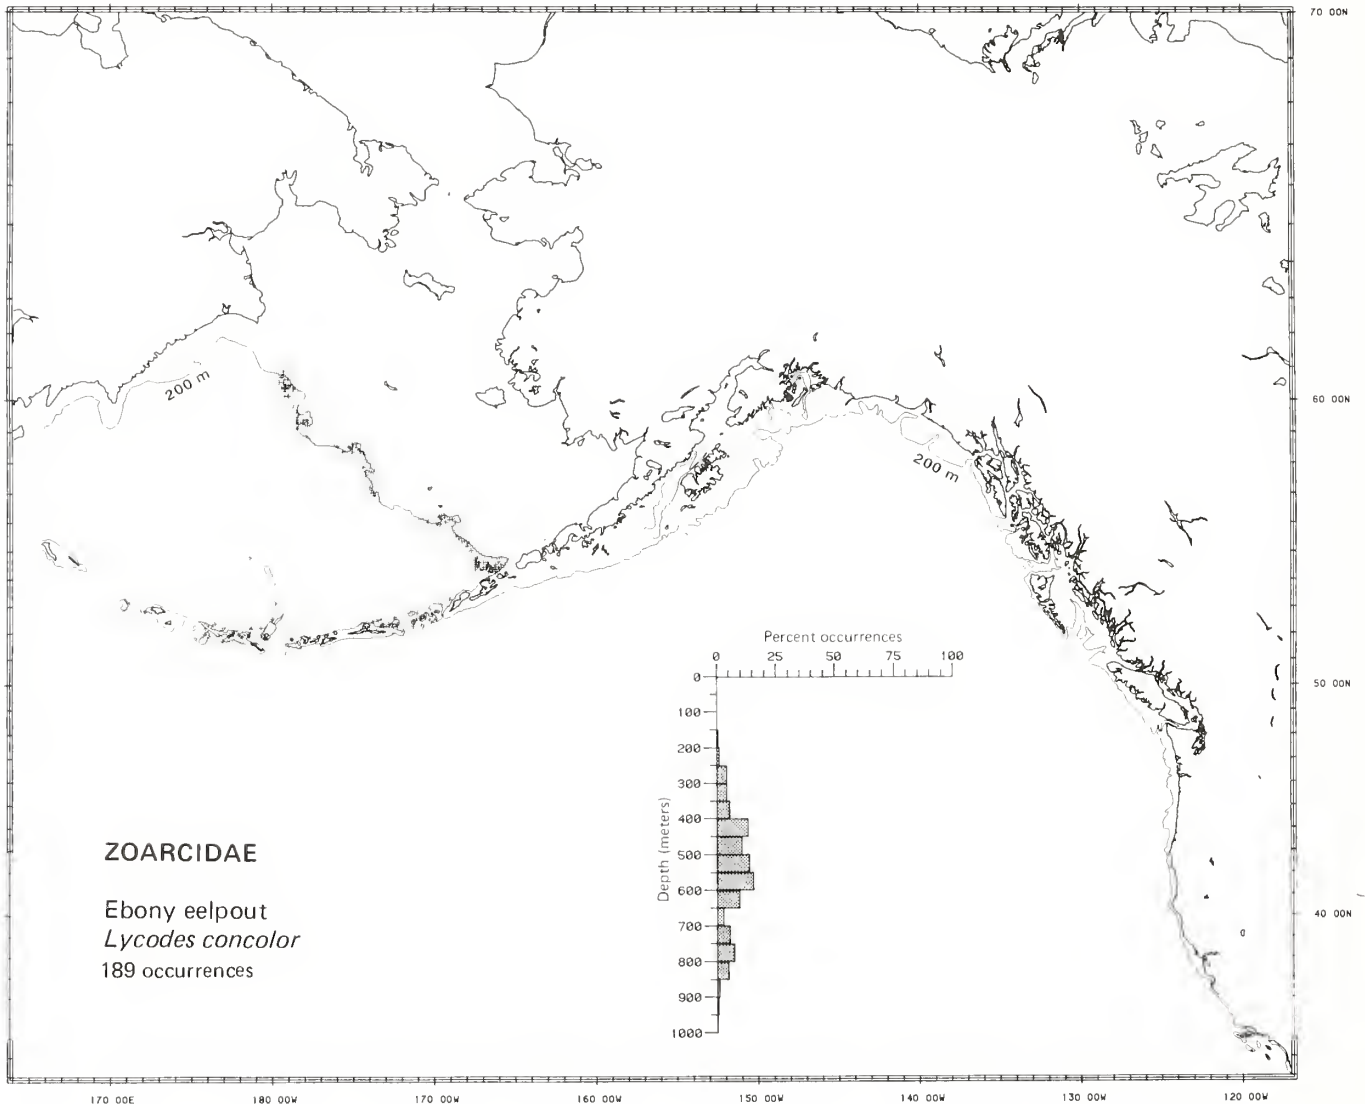 70 00N
200 m
60 00N
200 m
50 00N
Percent occurrences
0 25 50 75 100
Depth (meters)
0
100
200
300
400
500
600
700
800
900
1000
40 00N
ZOARCIDAE
Ebony eelpout
Lycodes concolor
189 occurrences
170 00E 180 00W 170 00W 160 00W 150 00W 140 00W 130 00W 120 00W